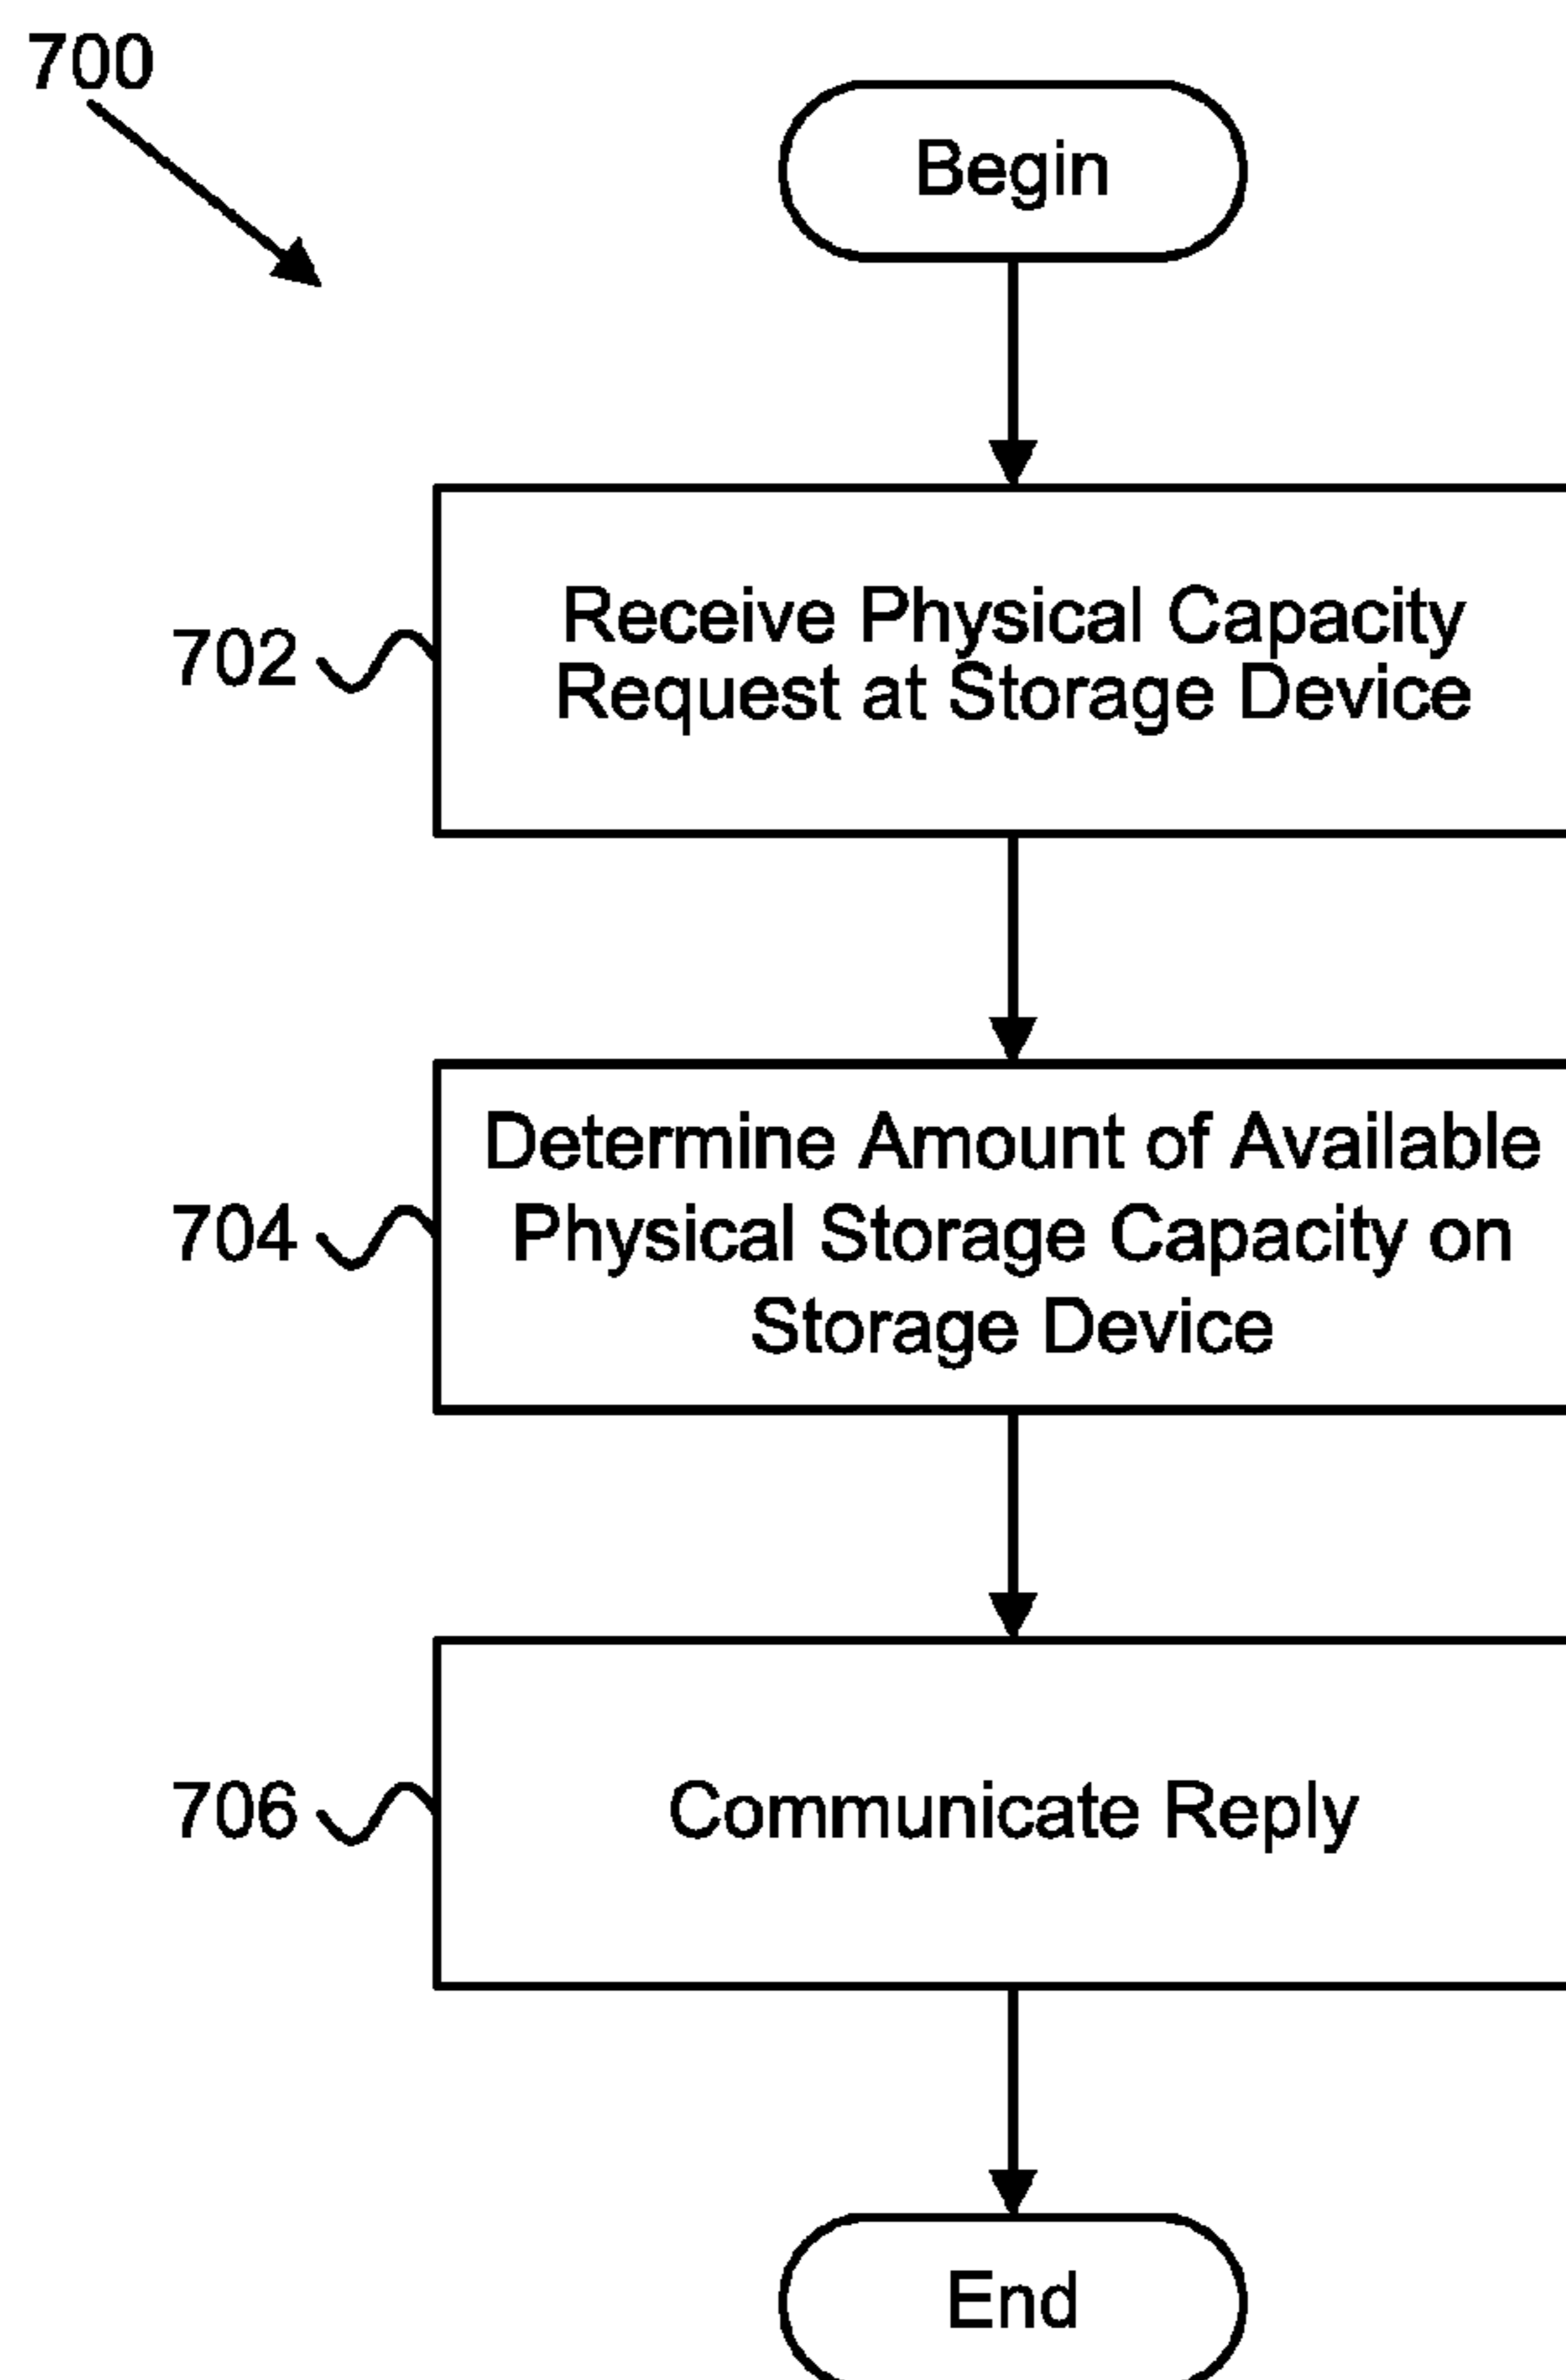 700
Begin
702
Receive Physical Capacity
Request at Storage Device
704
Determine Amount of Available
Physical Storage Capacity on
Storage Device
706
Communicate Reply
End